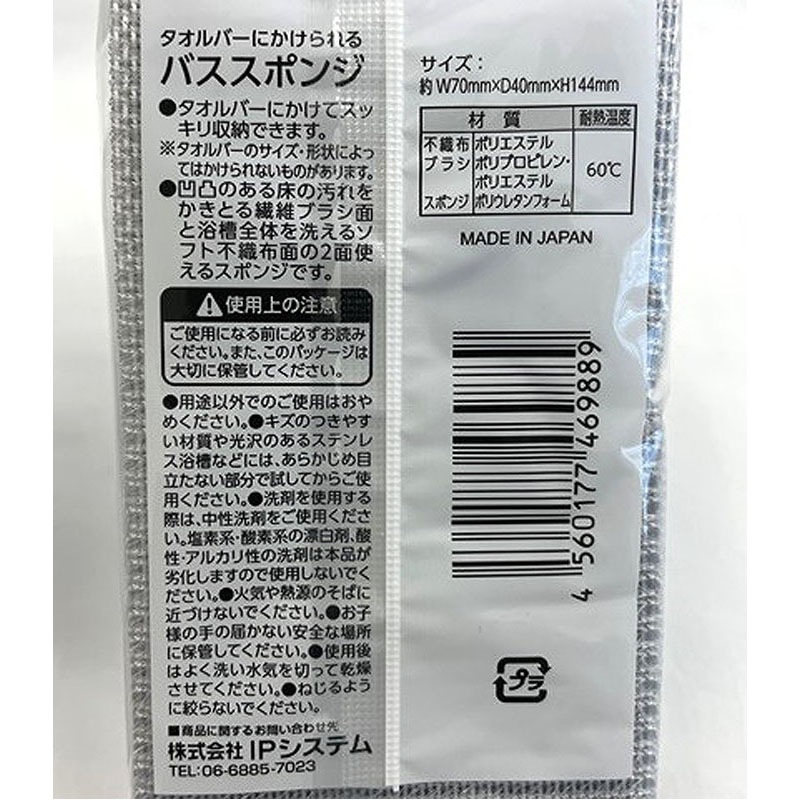 タオルバーにかけられる
バススポンジ
●タオルバーにかけてスッ
キリ収納できます。
※タオルバーのサイズ・形状によっ
てはかけられないものがあります。
●凹凸のある床の汚れを
かきとる繊維ブラシ面
と浴槽全体を洗えるソ
フト不織布面の2面使
えるスポンジです。
使用上の注意
ご使用になる前に必ずお読み
ください。また、このパッケージは
大切に保管してください。
●用途以外でのご使用はおや
めください。●キズのつきやす
い材質や光沢のあるステンレ
ス浴槽などには、あらかじめ目
立たない部分で試してからご使
用ください。●洗剤を使用する
際は、中性洗剤をご使用くださ
い。塩素系・酸素系の漂白剤、酸
性・アルカリ性の洗剤は本品が
劣化しますので使用しないでく
ださい。●火気や熱源のそばに
近づけないでください。●お子
様の手の届かない安全な場所
に保管してください。●使用後
はよく洗い水気を切って乾燥
させてください。●ねじるよう
に絞らないでください。
■商品に関するお問い合わせ先
株式会社 IPシステム
TEL:06-6885-7023
サイズ：
約 W70mm×D40mm×H144mm
材 質 耐熱温度
不織布 ポリエステル
ブラシ ポリプロピレン・
ポリエステル
スポンジ ポリウレタンフォーム
60℃
MADE IN JAPAN
4 560177 469889
プラ